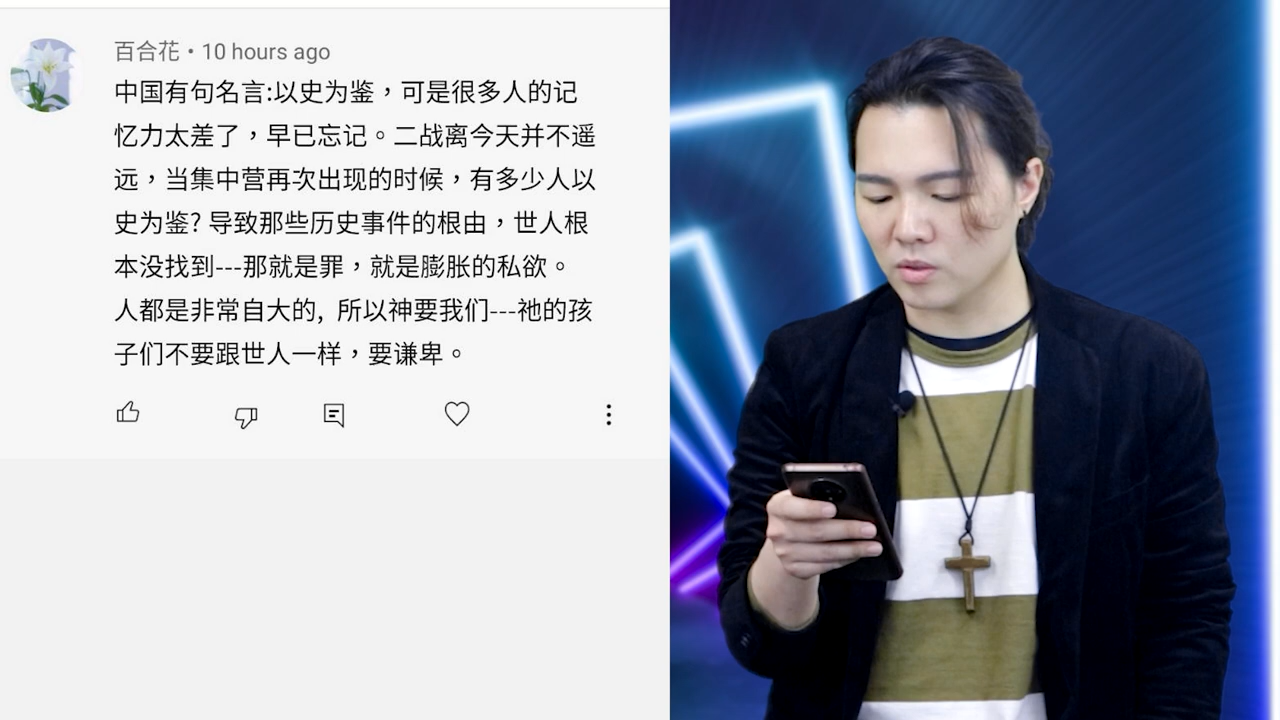 百合花 • 10 hours ago
中国有句名言:以史为鉴，可是很多人的记
忆力太差了，早已忘记。二战离今天并不遥
远，当集中营再次出现的时候，有多少人以
史为鉴? 导致那些历史事件的根由，世人根
本没找到---那就是罪，就是膨胀的私欲。
人都是非常自大的, 所以神要我们---祂的孩
子们不要跟世人一样，要谦卑。